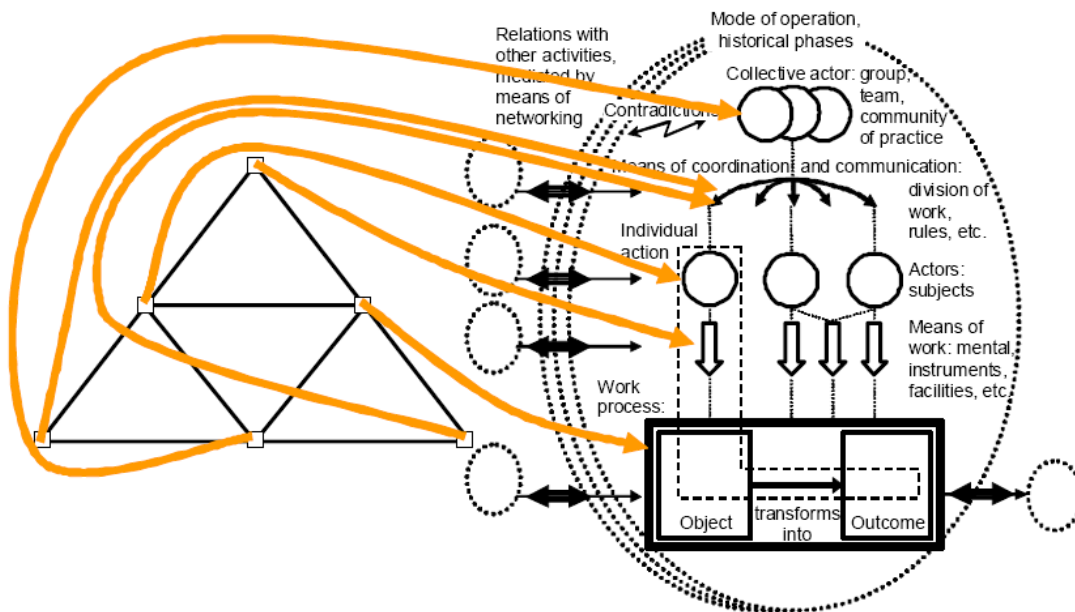 Relations with
other activities,
mediated by
means of
networking
Mode of operation,
historical phases
Collective actor: group,
team,
community
of practice
Contradictions
Means of coordination and communication:
division of
work,
rules, etc.
Individual
action
Actors:
subjects
Means of
work: mental,
instruments,
facilities, etc
Work
process:
Object
transforms
into
Outcome